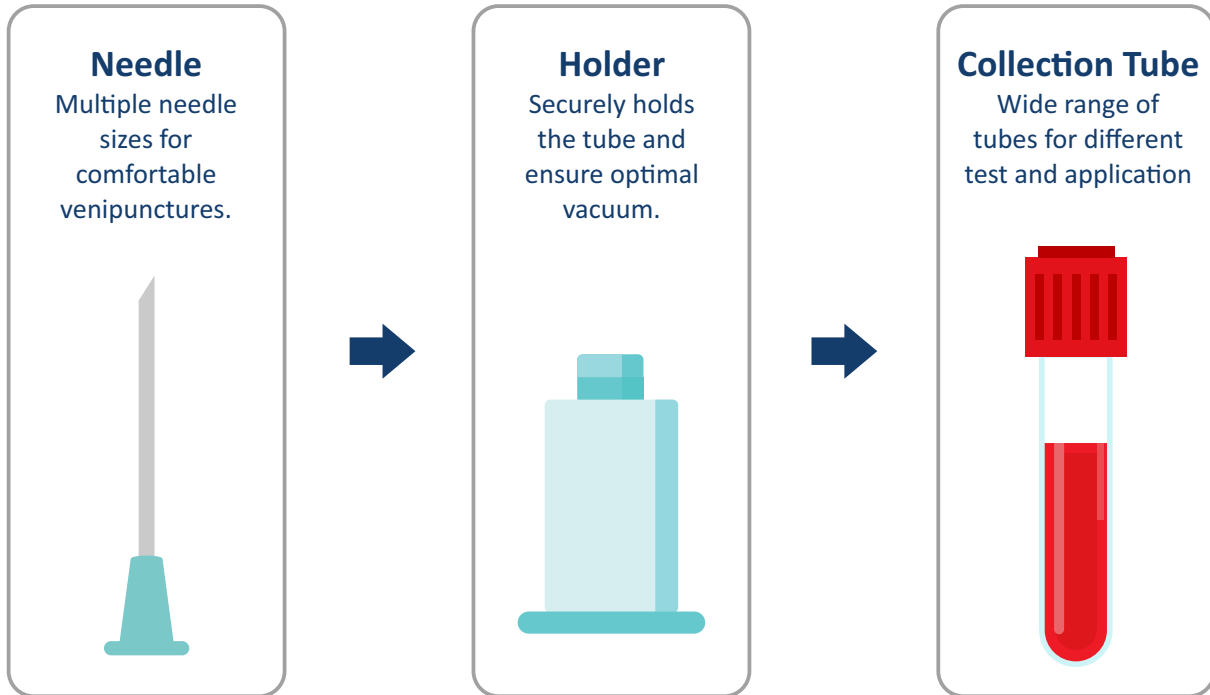 Needle
Multiple needle
sizes for
comfortable
venipunctures.
Holder
Securely holds
the tube and
ensure optimal
vacuum.
Collection Tube
Wide range of
tubes for different
test and application